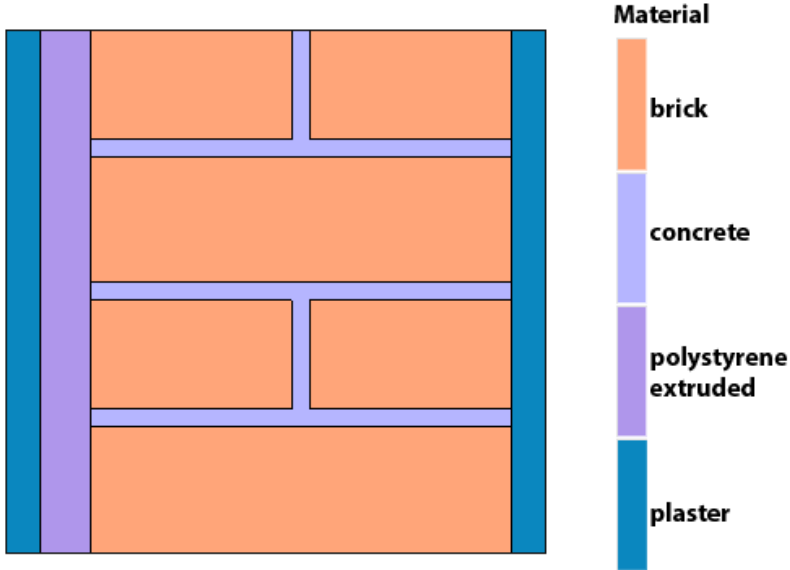 Material
brick
concrete
polystyrene
extruded
plaster